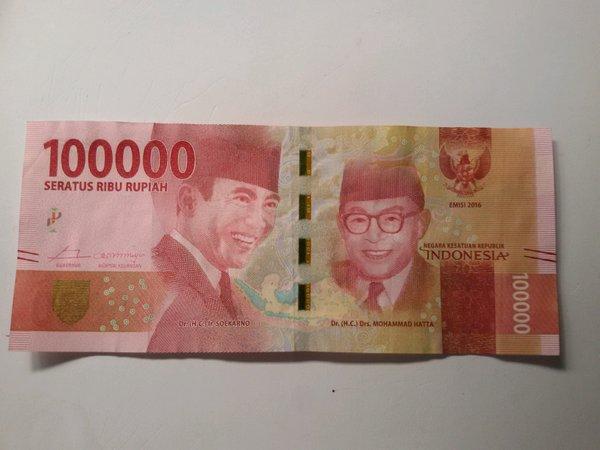 100000
SERATUS RIBU RUPIAH
EMISI 2016
NEGARA KESATUAN REPUBLIK
INDONESIA
GUBERNUR
MENTERI KEUANGAN
Dr. (H.C.) Ir. SOEKARNO
Dr. (H.C.) Drs. MOHAMMAD HATTA
100000